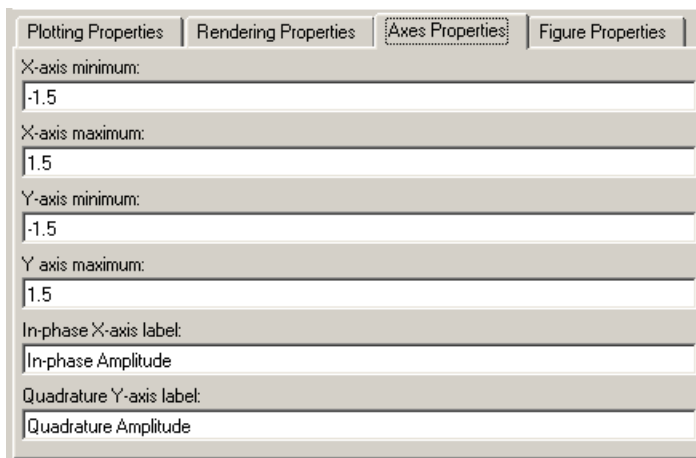 Plotting Properties Rendering Properties Axes Properties Figure Properties
X-axis minimum:
-1.5
X-axis maximum:
1.5
Y-axis minimum:
-1.5
Y axis maximum:
1.5
In-phase X-axis label:
In-phase Amplitude
Quadrature Y-axis label:
Quadrature Amplitude